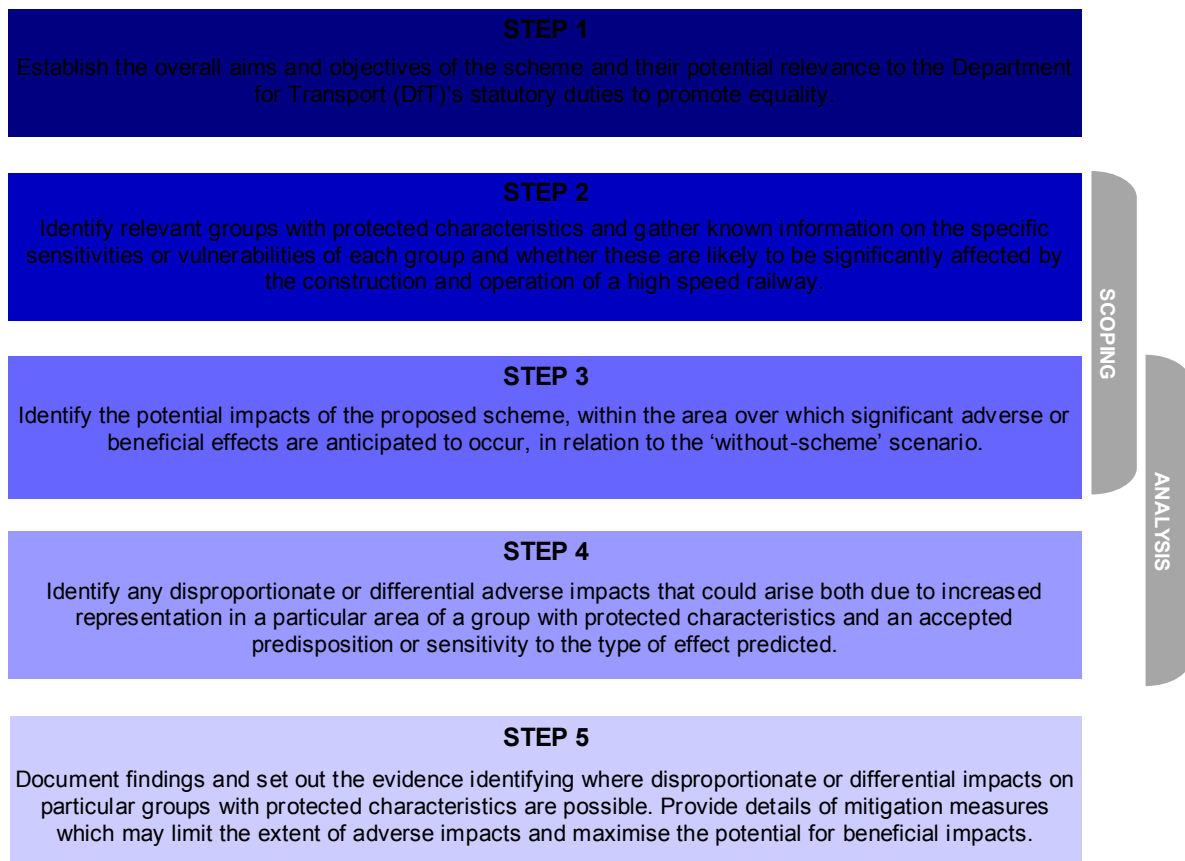 STEP 1
Establish the overall aims and objectives of the scheme and their potential relevance to the Department
for Transport (DfT)'s statutory duties to promote equality.
STEP 2
Identify relevant groups with protected characteristics and gather known information on the specific
sensitivities or vulnerabilities of each group and whether these are likely to be significantly affected by
the construction and operation of a high speed railway.
SCOPING
STEP 3
Identify the potential impacts of the proposed scheme, within the area over which significant adverse or
beneficial effects are anticipated to occur, in relation to the ‘without-scheme’ scenario.
ANALYSIS
STEP 4
Identify any disproportionate or differential adverse impacts that could arise both due to increased
representation in a particular area of a group with protected characteristics and an accepted
predisposition or sensitivity to the type of effect predicted.
STEP 5
Document findings and set out the evidence identifying where disproportionate or differential impacts on
particular groups with protected characteristics are possible. Provide details of mitigation measures
which may limit the extent of adverse impacts and maximise the potential for beneficial impacts.